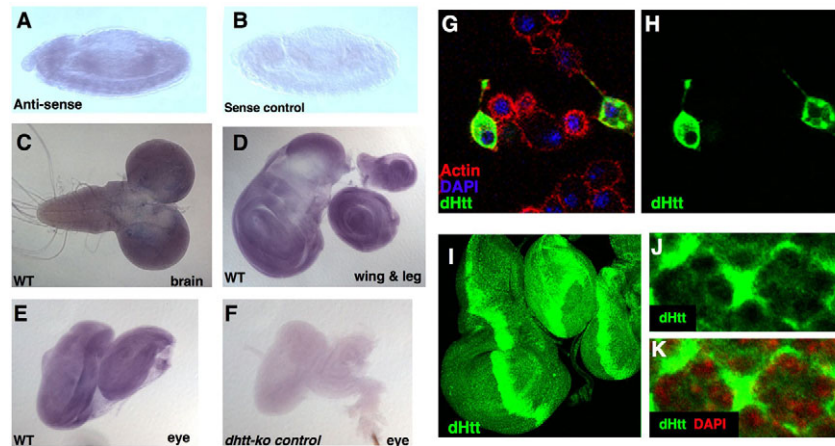 A
Anti-sense
B
Sense control
C
WT
brain
D
WT
wing & leg
E
WT
eye
F
dhtt-ko control
eye
G
Actin
DAPI
dHtt
H
dHtt
I
dHtt
J
dHtt
K
dHtt DAPI